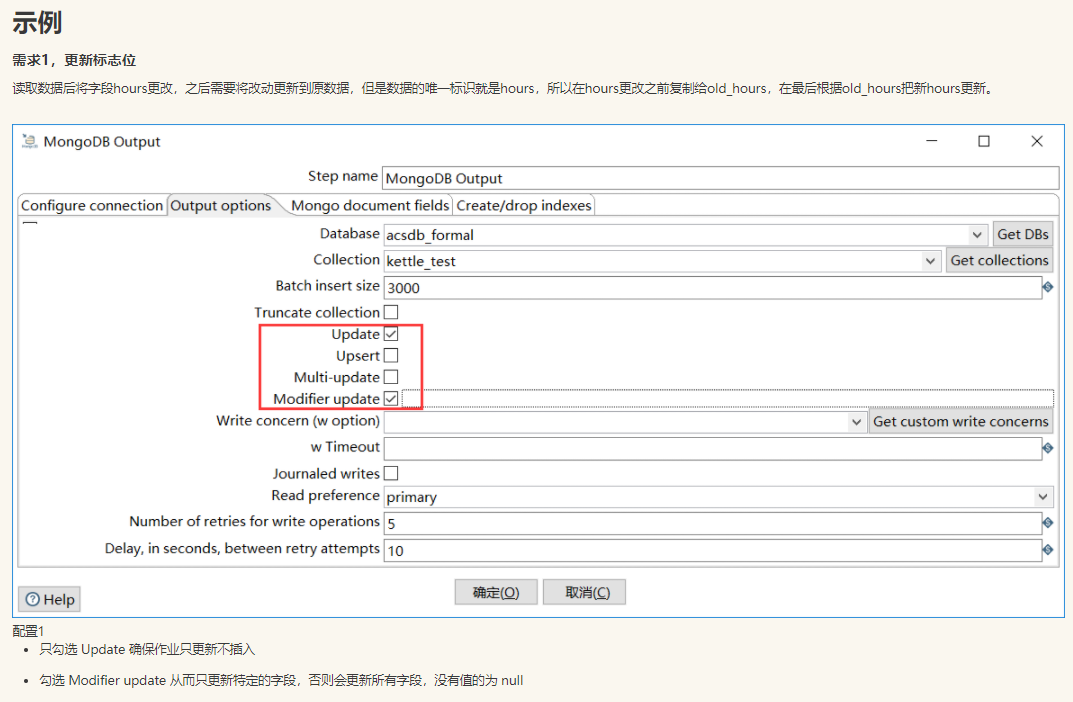 示例
需求1，更新标志位
读取数据后将字段hours更改，之后需要将改动更新到原数据，但是数据的唯一标识就是hours，所以在hours更改之前复制给old_hours，在最后根据old_hours把新hours更新。
MongoDB Output
Step name MongoDB Output
Configure connection Output options Mongo document fields Create/drop indexes
Database acsdb_formal Get DBs
Collection kettle_test Get collections
Batch insert size 3000
Truncate collection
Update
Upsert
Multi-update
Modifier update
Write concern (w option) Get custom write concerns
w Timeout
Journaled writes
Read preference primary
Number of retries for write operations 5
Delay, in seconds, between retry attempts 10
Help 确定(O) 取消(C)
配置1
只勾选 Update 确保作业只更新不插入
勾选 Modifier update 从而只更新特定的字段，否则会更新所有字段，没有值的为 null